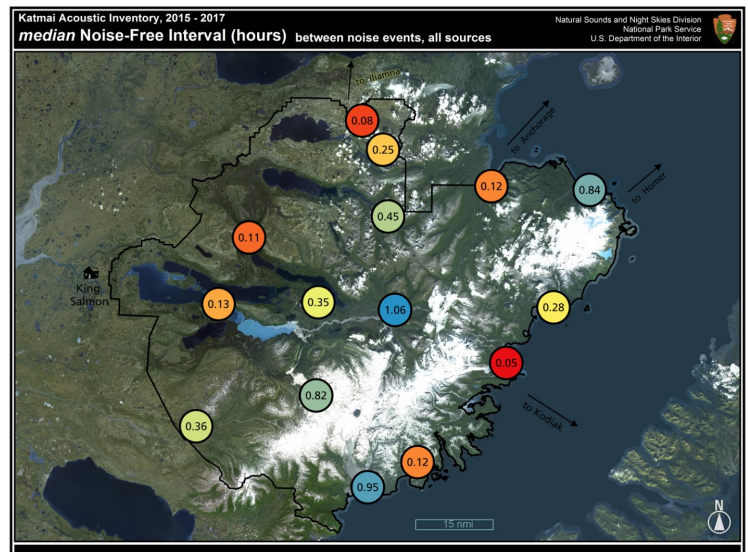 Katmai Acoustic Inventory, 2015 - 2017
median Noise-Free Interval (hours) between noise events, all sources
Natural Sounds and Night Skies Division
National Park Service
U.S. Department of the Interior
to Iliamna
0.08
0.25
to Anchorage
0.12
0.84
to Homer
0.45
0.11
King
Salmon
0.13
0.35
1.06
0.28
0.05
0.82
to Kodiak
0.36
0.12
0.95
15 nmi
N